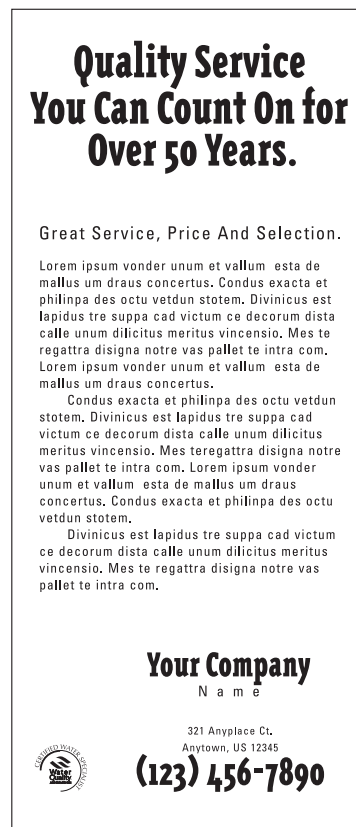 Quality Service
You Can Count On for
Over 50 Years.
Great Service, Price And Selection.
Lorem ipsum vonder unum et vallum  esta de
mallus um draus concertus. Condus exacta et
philinpa des octu vetdun stotem. Divinicus est
lapidus tre suppa cad victum ce decorum dista
calle unum dilicitus meritus vincensio. Mes te
regattra disigna notre vas pallet te intra com.
Lorem ipsum vonder unum et vallum  esta de
mallus um draus concertus.
Condus exacta et philinpa des octu vetdun
stotem. Divinicus est lapidus tre suppa cad
victum ce decorum dista calle unum dilicitus
meritus vincensio. Mes teregattra disigna notre
vas pallet te intra com. Lorem ipsum vonder
unum et vallum  esta de mallus um draus
concertus. Condus exacta et philinpa des octu
vetdun stotem.
Divinicus est lapidus tre suppa cad victum
ce decorum dista calle unum dilicitus meritus
vincensio. Mes te regattra disigna notre vas
pallet te intra com.
Your Company
Name
321 Anyplace Ct.
Anytown, US 12345
(123) 456-7890
CERTIFIED WATER SPECIALIST
Water
Quality